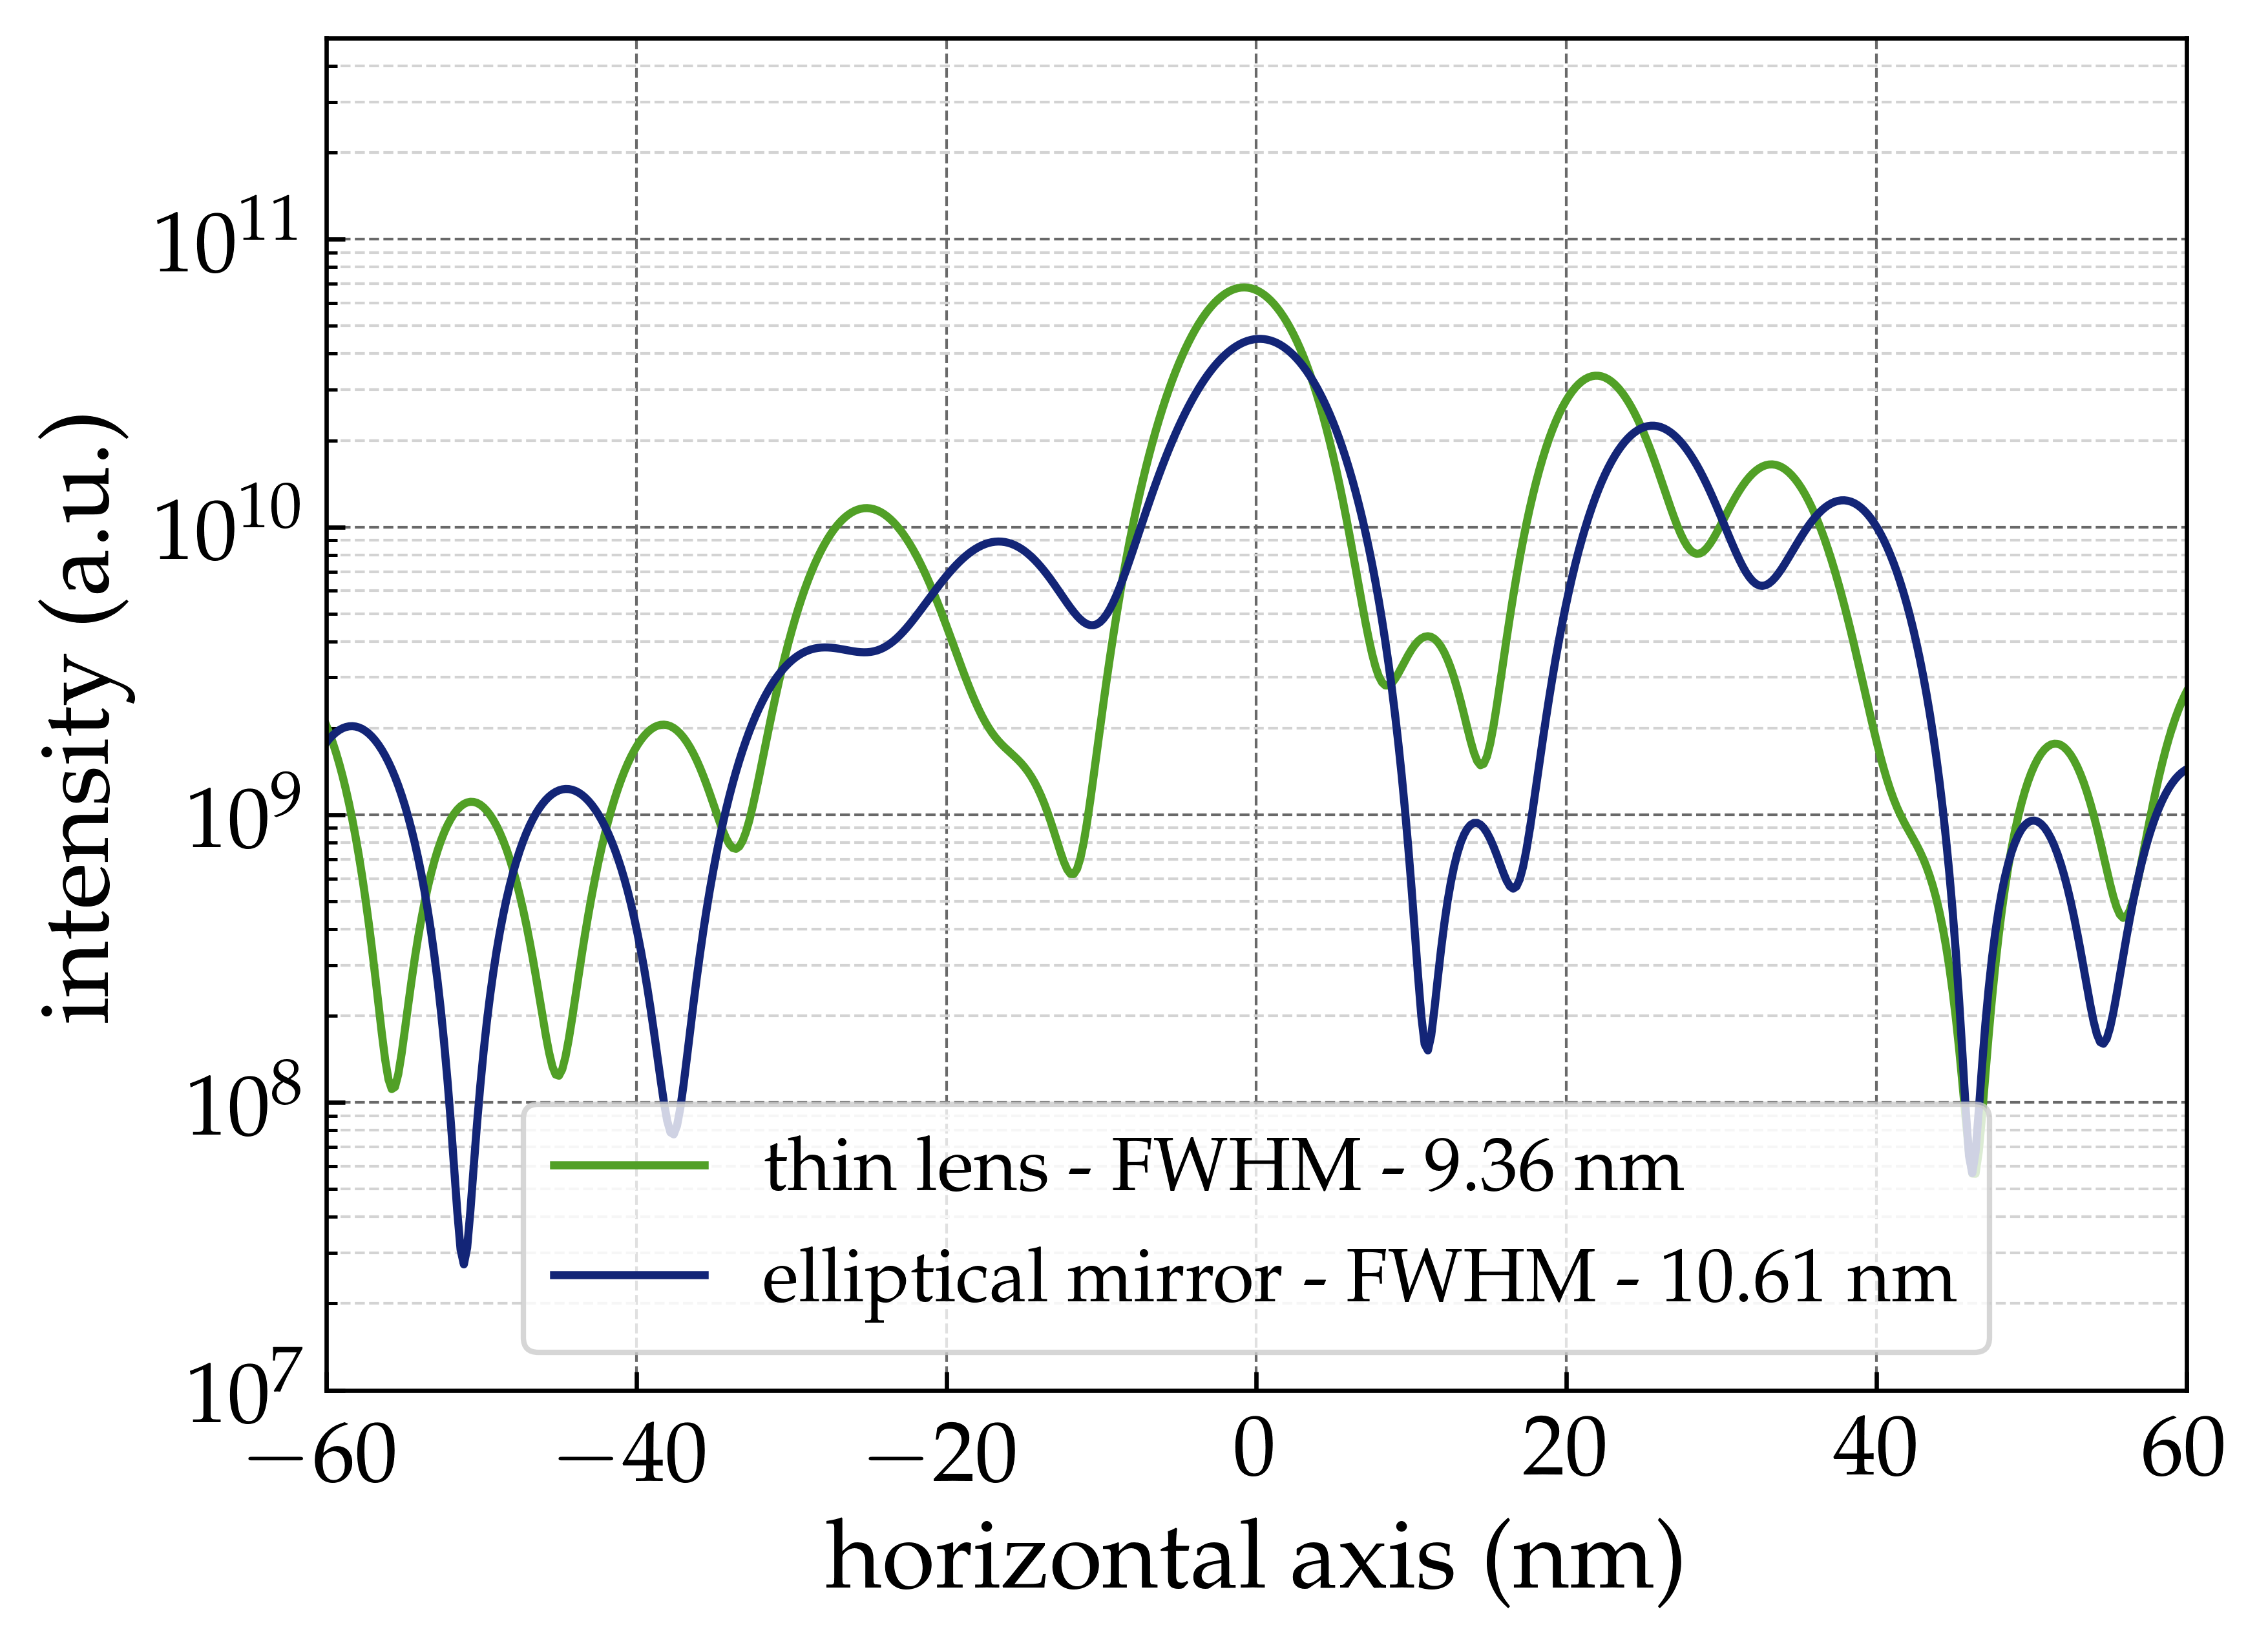 intensity (a.u.)
10^11
10^10
10^9
10^8
10^7
thin lens - FWHM - 9.36 nm
elliptical mirror - FWHM - 10.61 nm
−60 −40 −20 0 20 40 60
horizontal axis (nm)